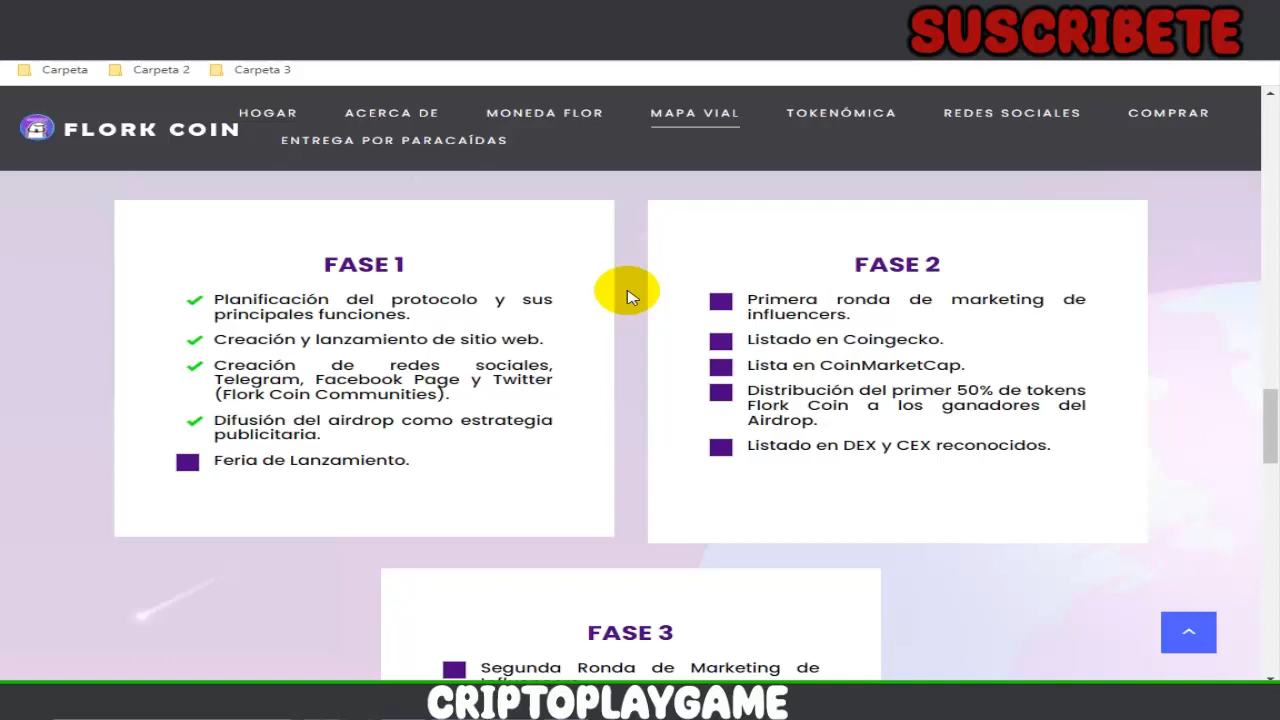 SUSCRIBETE
Carpeta
Carpeta 2
Carpeta 3
FLORK COIN
HOGAR
ACERCA DE
MONEDA FLOR
MAPA VIAL
TOKENÓMICA
REDES SOCIALES
COMPRAR
ENTREGA POR PARACAÍDAS
FASE 1
Planificación del protocolo y sus
principales funciones.
Creación y lanzamiento de sitio web.
Creación de redes sociales,
Telegram, Facebook Page y Twitter
(Flork Coin Communities).
Difusión del airdrop como estrategia
publicitaria.
Feria de Lanzamiento.
FASE 2
Primera ronda de marketing de
influencers.
Listado en Coingecko.
Lista en CoinMarketCap.
Distribución del primer 50% de tokens
Flork Coin a los ganadores del
Airdrop.
Listado en DEX y CEX reconocidos.
FASE 3
Segunda Ronda de Marketing de
CRIPTOPLAYGAME